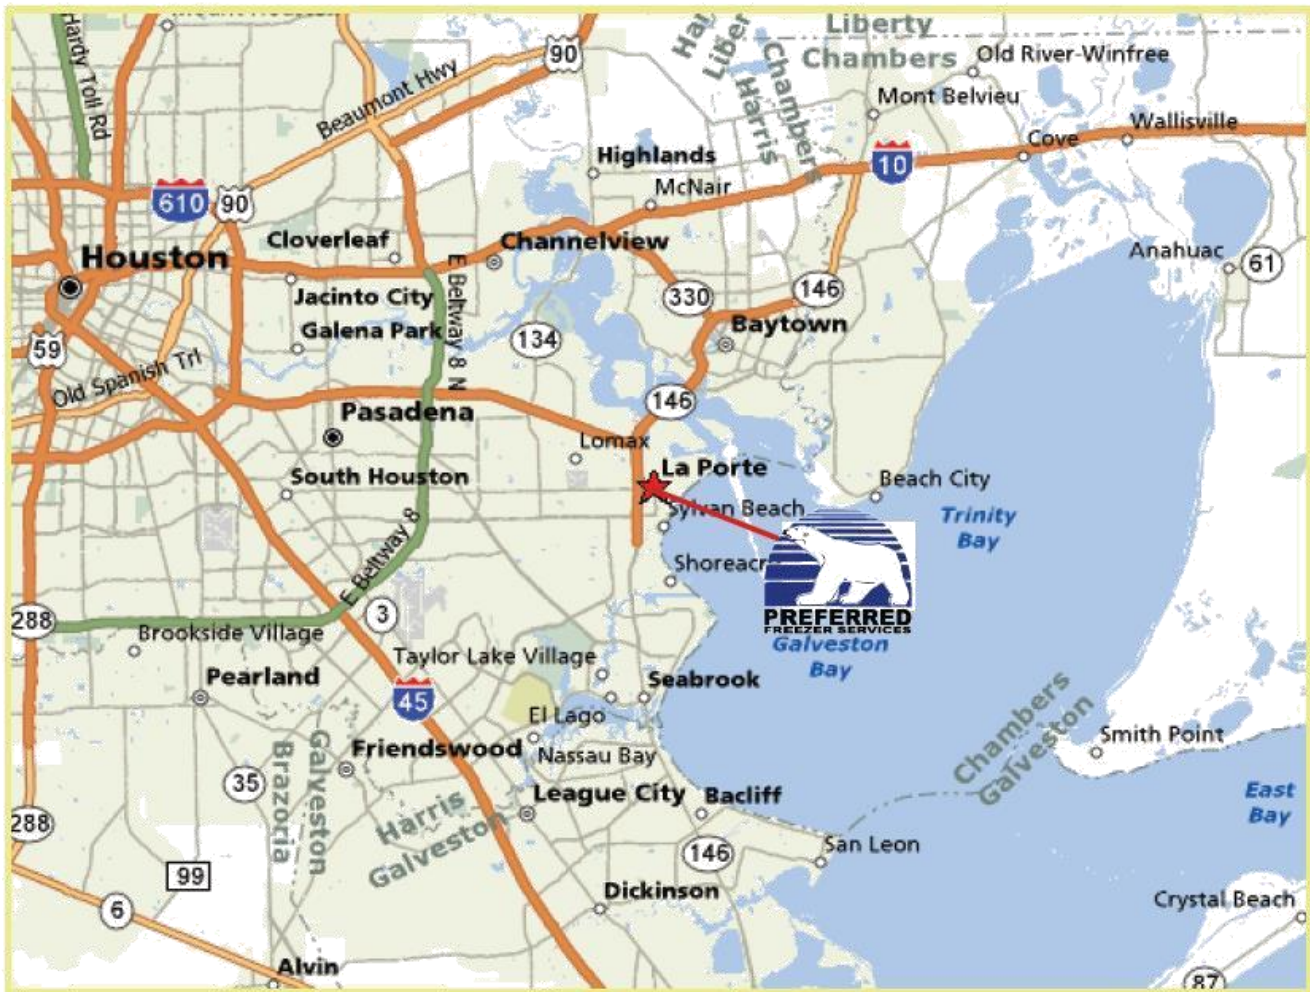 Hardy Toll Rd
Beaumont Hwy
90
Liberty
Chambers
Old River-Winfree
Chambers
Harris
Mont Belvieu
Wallisville
Cove
10
Highlands
McNair
610
90
Cloverleaf
Channelview
Houston
Anahuac
61
E Beltway 8 N
Jacinto City
330
146
Galena Park
134
Baytown
59
Old Spanish Trl
146
Pasadena
Lomax
La Porte
South Houston
Beach City
Sylvan Beach
Trinity
Bay
E Beltway 8
Shoreacr
PREFERRED
FREEZER SERVICES
288
3
Brookside Village
Galveston
Bay
Taylor Lake Village
Pearland
Seabrook
45
El Lago
Chambers
Galveston
Smith Point
Friendswood
Nassau Bay
Brazoria
Galveston
35
League City
Bacliff
East
Bay
Harris
Galveston
288
San Leon
146
99
Dickinson
Crystal Beach
6
Alvin
87